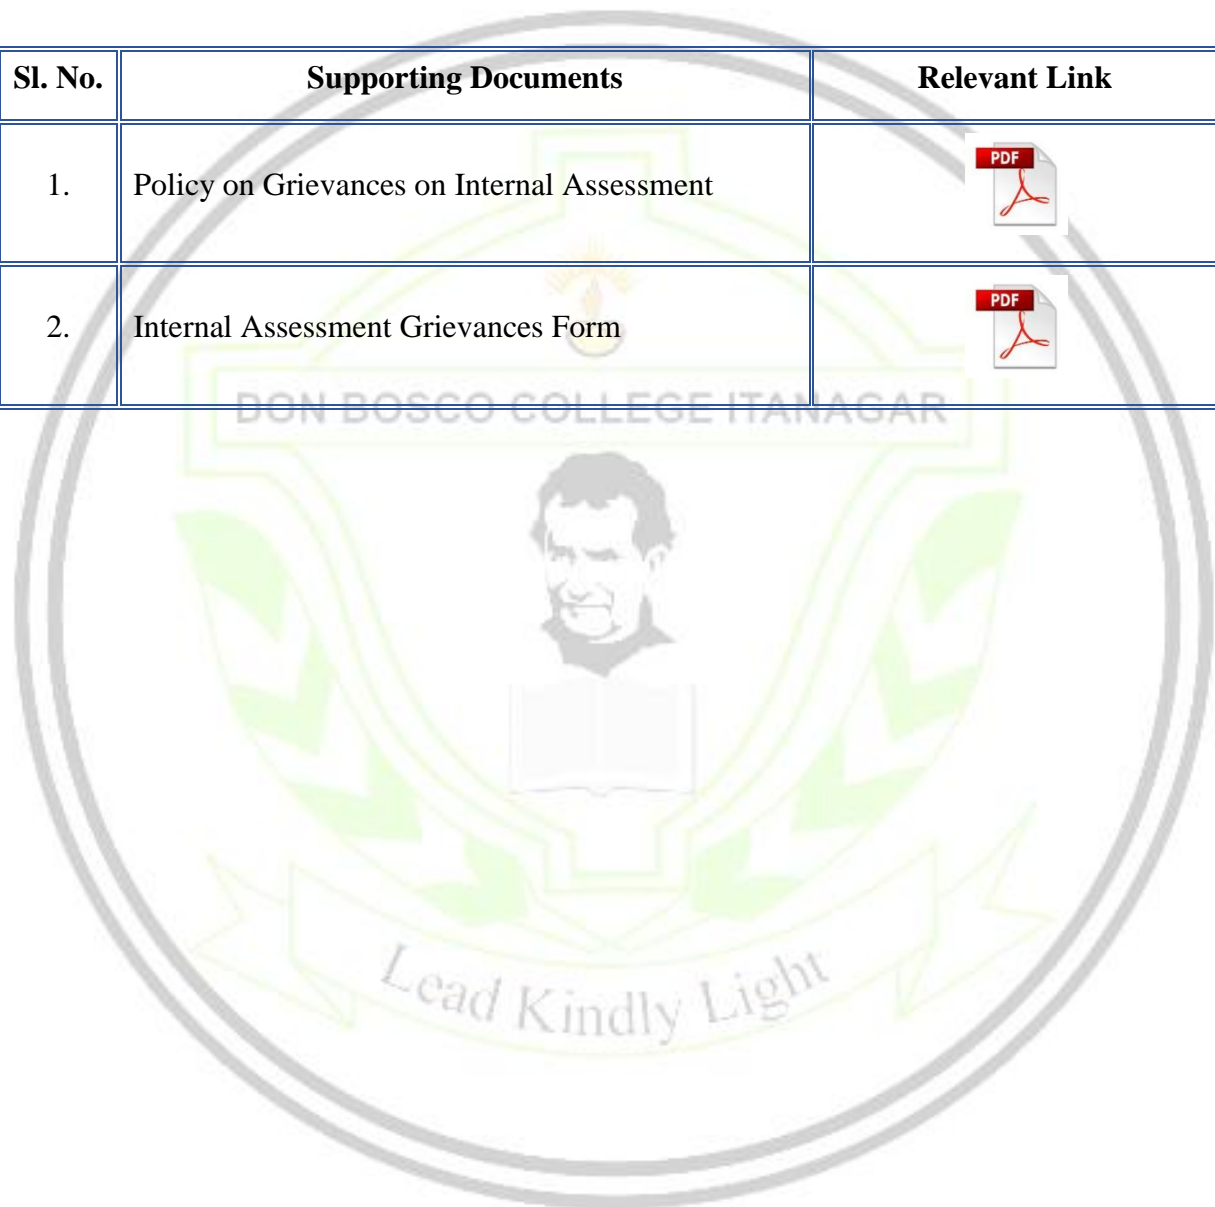 Sl. No. Supporting Documents Relevant Link
PDF
1. Policy on Grievances on Internal Assessment
PDF
2. Internal Assessment Grievances Form
DON BOSCO COLLEGE ITANAGAR
Lead Kindly Light